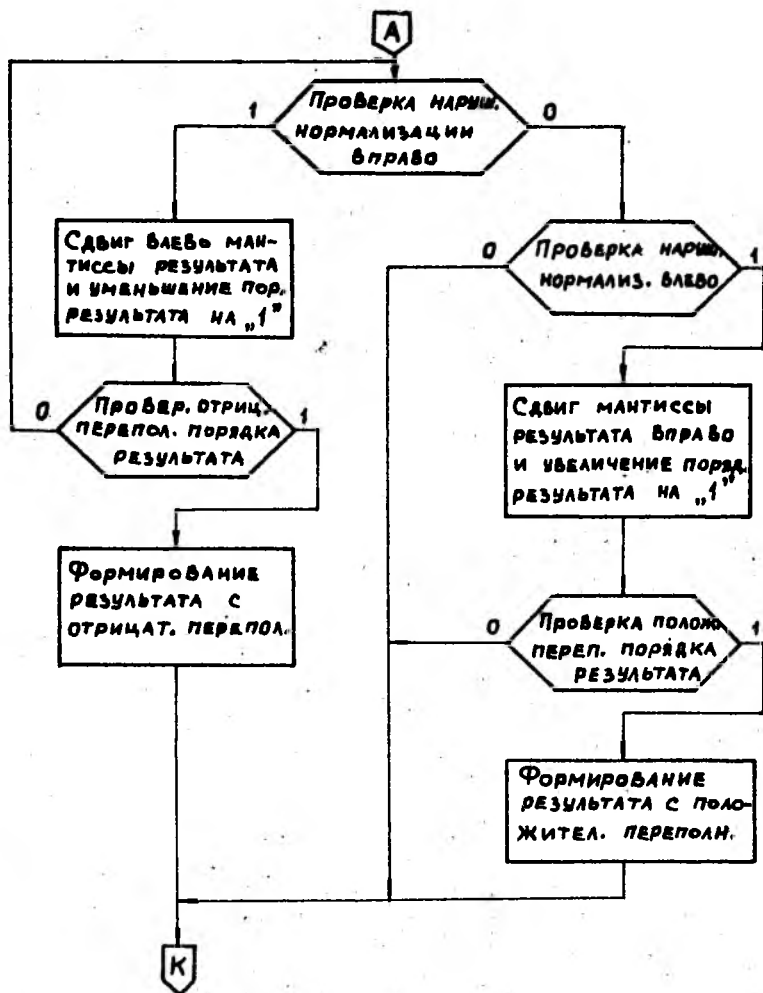 А
Проверка наруш.
нормализации
вправо
1
0
Сдвиг влево ман-
тиссы результата
и уменьшение пор.
результата на „1”
0
Провер. отриц.
перепол. порядка
результата
1
Формирование
результата с
отрицат. перепол.
0
Проверка наруш.
нормализ. влево
1
Сдвиг мантиссы
результата вправо
и увеличение поряд.
результата на „1”
0
Проверка полож.
переп. порядка
результата
1
Формирование
результата с поло-
жител. переполн.
К